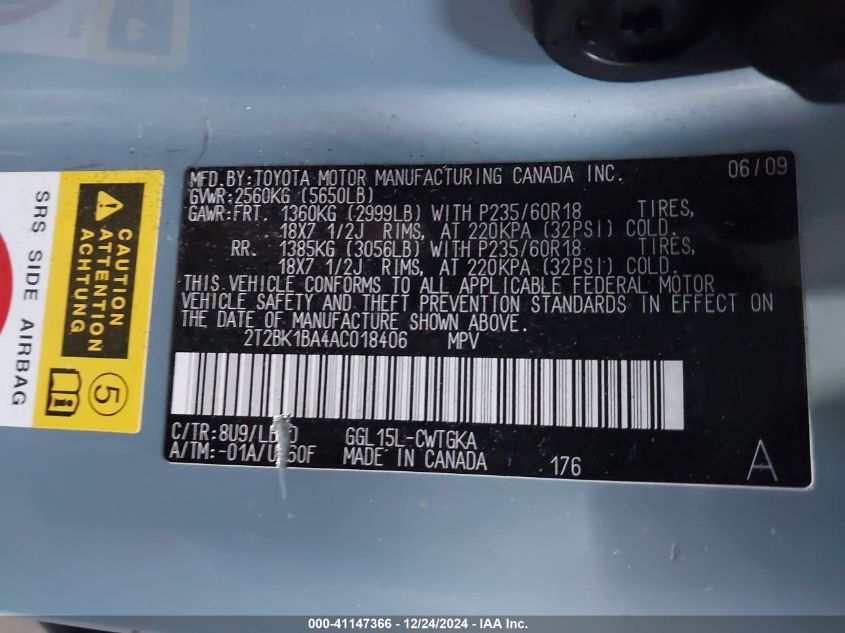 MFD.BY:TOYOTA MOTOR MANUFACTURING CANADA INC. 06/09
GVWR:2560KG (5650LB)
GAWR:FRT. 1360KG (2999LB) WITH P235/60R18 TIRES,
18X7 1/2J RIMS, AT 220KPA (32PSI) COLD.
RR. 1385KG (3056LB) WITH P235/60R18 TIRES,
18X7 1/2J RIMS, AT 220KPA (32PSI) COLD.
THIS VEHICLE CONFORMS TO ALL APPLICABLE FEDERAL MOTOR
VEHICLE SAFETY AND THEFT PREVENTION STANDARDS IN EFFECT ON
THE DATE OF MANUFACTURE SHOWN ABOVE.
2T2BK1BA4AC018406 MPV
C/TR: GGL15L-CWTGKA
A/TM: MADE IN CANADA 176 A
CAUTION
ATTENTION
ACHTUNG
5
SRS SIDE AIRBAG
000-41147366 - 12/24/2024 - IAA Inc.